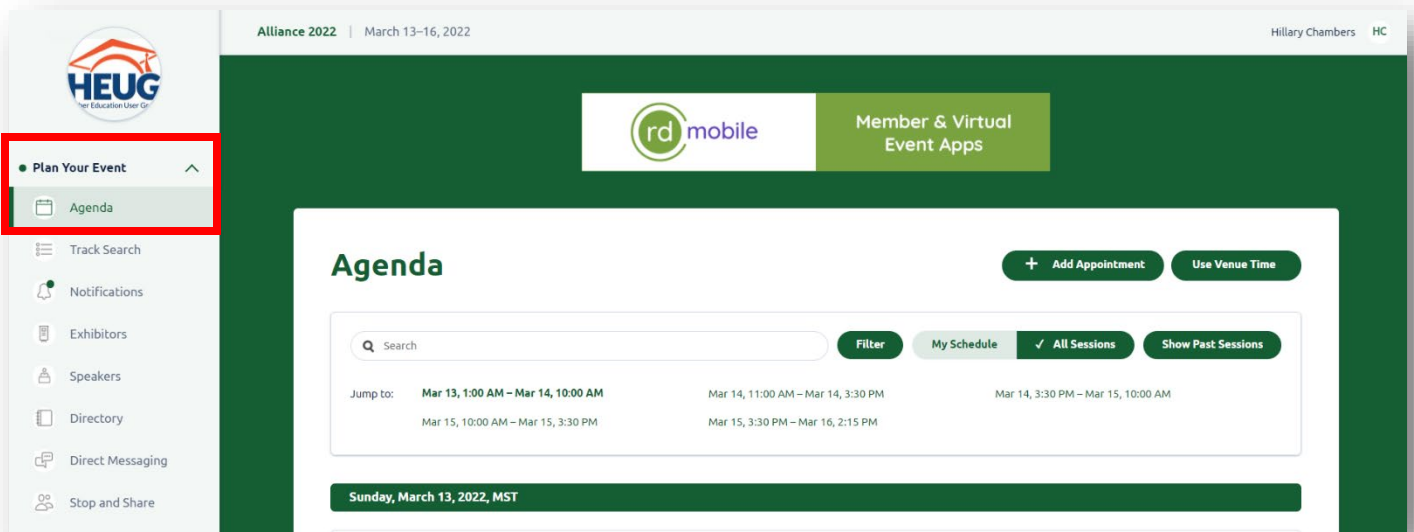 Alliance 2022 | March 13–16, 2022
Hillary Chambers HC
HEUG
er Education User Gr
rd mobile
Member & Virtual
Event Apps
Plan Your Event
Agenda
Track Search
Notifications
Exhibitors
Speakers
Directory
Direct Messaging
Stop and Share
Agenda
+ Add Appointment
Use Venue Time
Search
Filter
My Schedule
✓ All Sessions
Show Past Sessions
Jump to: Mar 13, 1:00 AM – Mar 14, 10:00 AM Mar 14, 11:00 AM – Mar 14, 3:30 PM Mar 14, 3:30 PM – Mar 15, 10:00 AM
Mar 15, 10:00 AM – Mar 15, 3:30 PM Mar 15, 3:30 PM – Mar 16, 2:15 PM
Sunday, March 13, 2022, MST